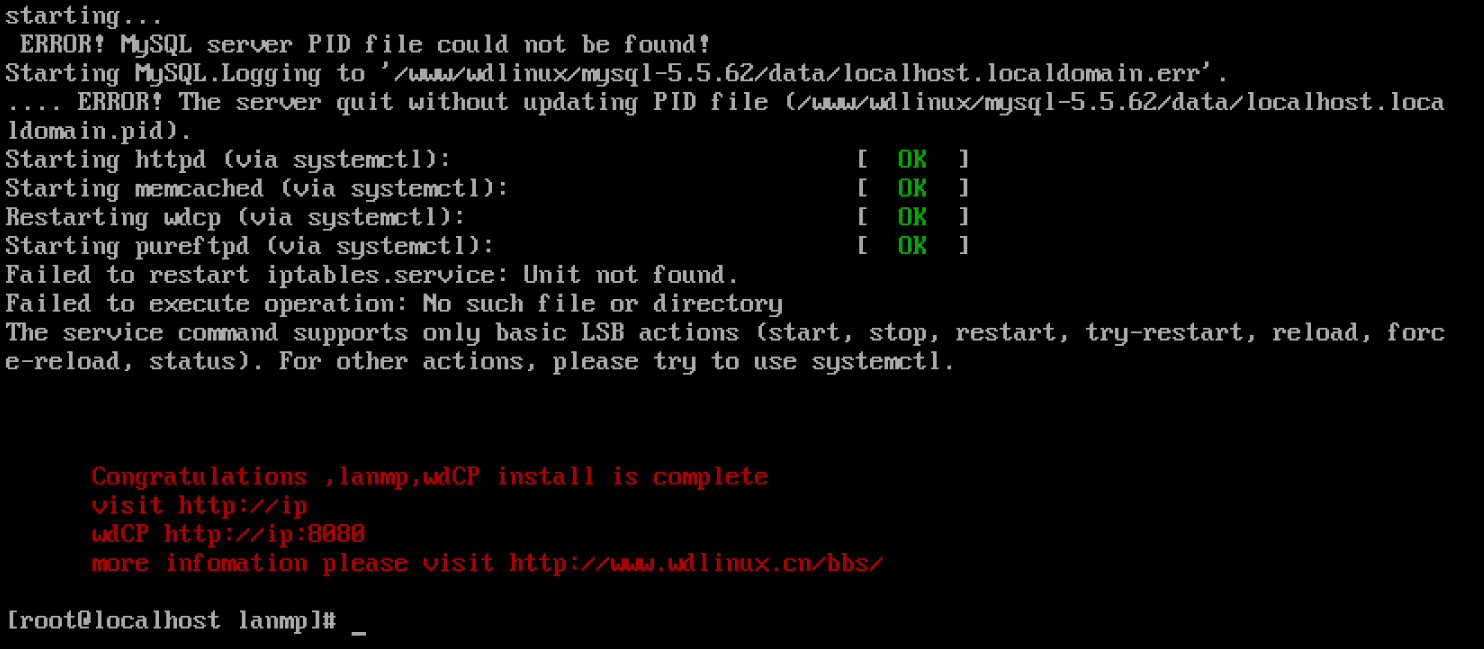 starting...
 ERROR! MySQL server PID file could not be found!
Starting MySQL.Logging to '/www/wdlinux/mysql-5.5.62/data/localhost.localdomain.err'.
.... ERROR! The server quit without updating PID file (/www/wdlinux/mysql-5.5.62/data/localhost.loca
ldomain.pid).
Starting httpd (via systemctl): [ OK ]
Starting memcached (via systemctl): [ OK ]
Restarting wdcp (via systemctl): [ OK ]
Starting pureftpd (via systemctl): [ OK ]
Failed to restart iptables.service: Unit not found.
Failed to execute operation: No such file or directory
The service command supports only basic LSB actions (start, stop, restart, try-restart, reload, forc
e-reload, status). For other actions, please try to use systemctl.
Congratulations ,lanmp,wdCP install is complete
visit http://ip
wdCP http://ip:8080
more infomation please visit http://www.wdlinux.cn/bbs/
[root@localhost lanmp]# _